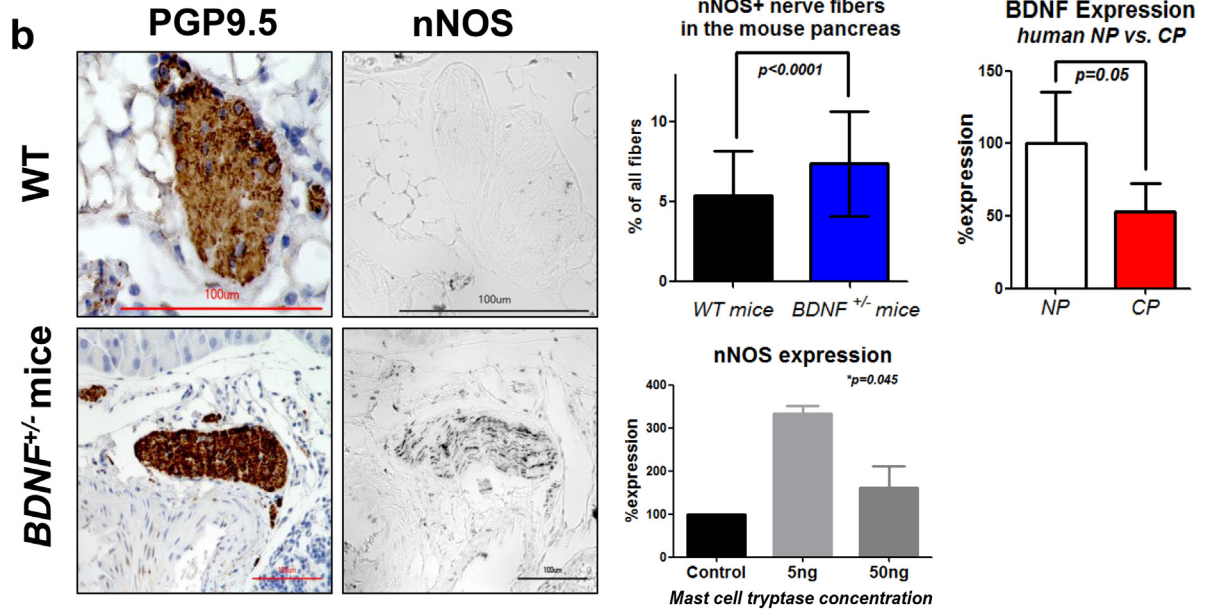 b
PGP9.5
nNOS
WT
100um
100um
BDNF+/- mice
100um
100um
nNOS+ nerve fibers
in the mouse pancreas
p<0.0001
% of all fibers
10
5
0
WT mice
BDNF +/- mice
BDNF Expression
human NP vs. CP
p=0.05
%expression
150
100
50
0
NP
CP
nNOS expression
*p=0.045
%expression
400
300
200
100
0
Control
5ng
50ng
Mast cell tryptase concentration